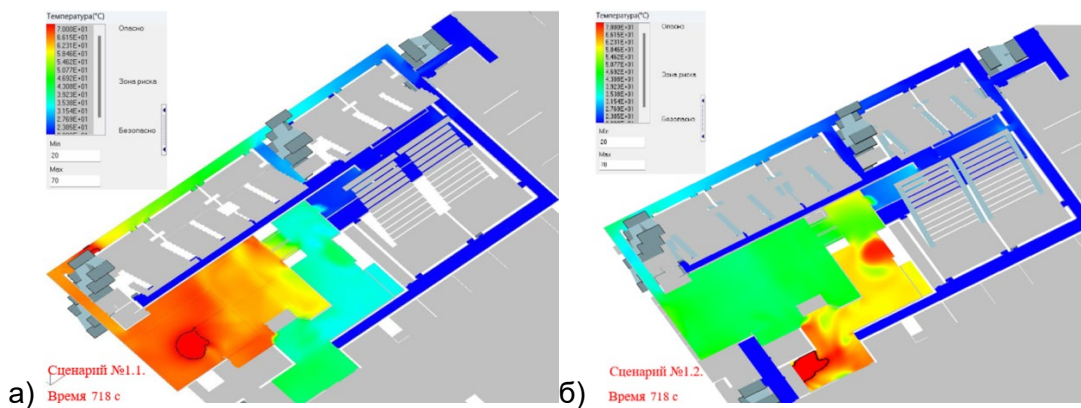 Температура(°C)
7.000E+01
6.615E+01
6.231E+01
5.846E+01
5.462E+01
5.077E+01
4.692E+01
4.308E+01
3.923E+01
3.538E+01
3.154E+01
2.769E+01
2.385E+01
Опасно
Зона риска
Безопасно
Min
20
Max
70
Сценарий №1.1.
Время 718 с
а)
Температура(°C)
7.000E+01
6.615E+01
6.231E+01
5.846E+01
5.462E+01
5.077E+01
4.692E+01
4.308E+01
3.923E+01
3.538E+01
3.154E+01
2.769E+01
2.385E+01
Опасно
Зона риска
Безопасно
Min
20
Max
70
Сценарий №1.2.
Время 718 с
б)